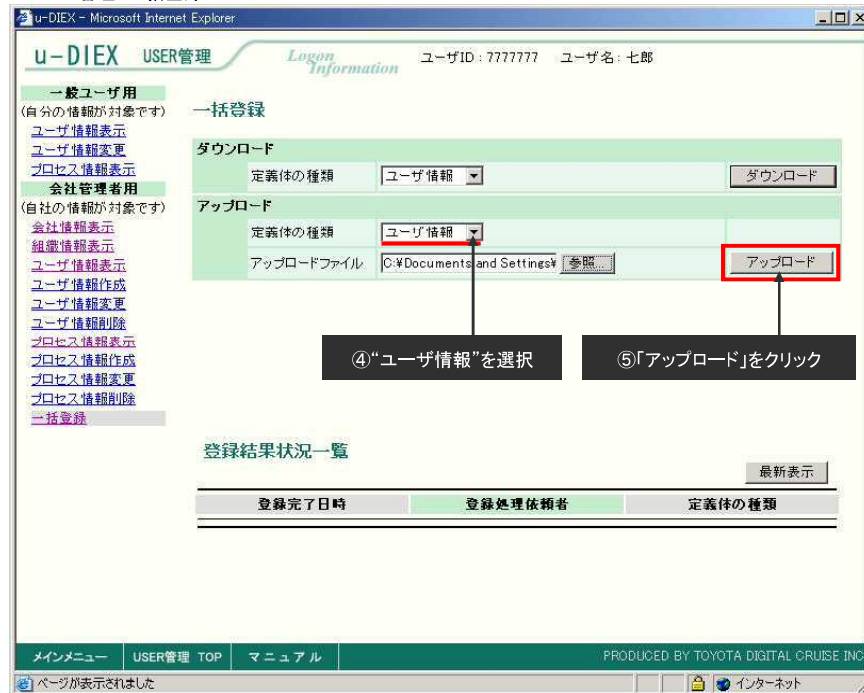 u-DIEX - Microsoft Internet Explorer
u-DIEX USER管理
Logon Information
ユーザID:7777777 ユーザ名:七郎
一般ユーザ用
(自分の情報が対象です)
ユーザ情報表示
ユーザ情報変更
プロセス情報表示
会社管理者用
(自社の情報が対象です)
会社情報表示
組織情報表示
ユーザ情報表示
ユーザ情報作成
ユーザ情報変更
ユーザ情報削除
プロセス情報表示
プロセス情報作成
プロセス情報変更
プロセス情報削除
一括登録
一括登録
ダウンロード
定義体の種類 ユーザ情報 ダウンロード
アップロード
定義体の種類 ユーザ情報
アップロードファイル C:¥Documents and Settings¥ 参照... アップロード
④“ユーザ情報”を選択
⑤「アップロード」をクリック
登録結果状況一覧
最新表示
登録完了日時 登録処理依頼者 定義体の種類
メインメニュー USER管理 TOP マニュアル
PRODUCED BY TOYOTA DIGITAL CRUISE INC
ページが表示されました
インターネット